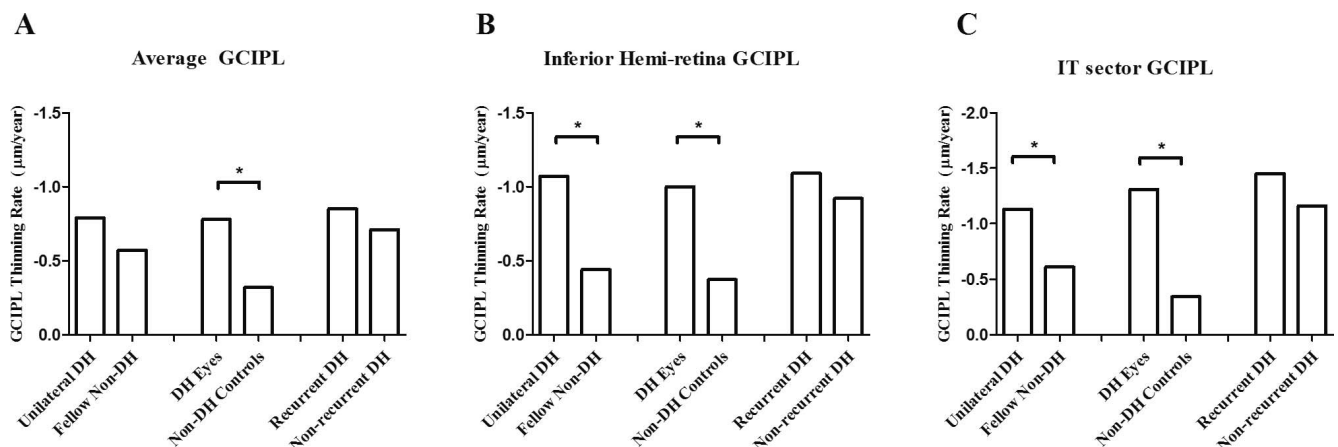 A
Average GCIPL
GCIPL Thinning Rate (μm/year)
-1.5
-1.0
-0.5
0.0
*
Unilateral DH
Fellow Non-DH
DH Eyes
Non-DH Controls
Recurrent DH
Non-recurrent DH
B
Inferior Hemi-retina GCIPL
GCIPL Thinning Rate (μm/year)
-1.5
-1.0
-0.5
0.0
*
*
Unilateral DH
Fellow Non-DH
DH Eyes
Non-DH Controls
Recurrent DH
Non-recurrent DH
C
IT sector GCIPL
GCIPL Thinning Rate (μm/year)
-2.0
-1.5
-1.0
-0.5
0.0
*
*
Unilateral DH
Fellow Non-DH
DH Eyes
Non-DH Controls
Recurrent DH
Non-recurrent DH